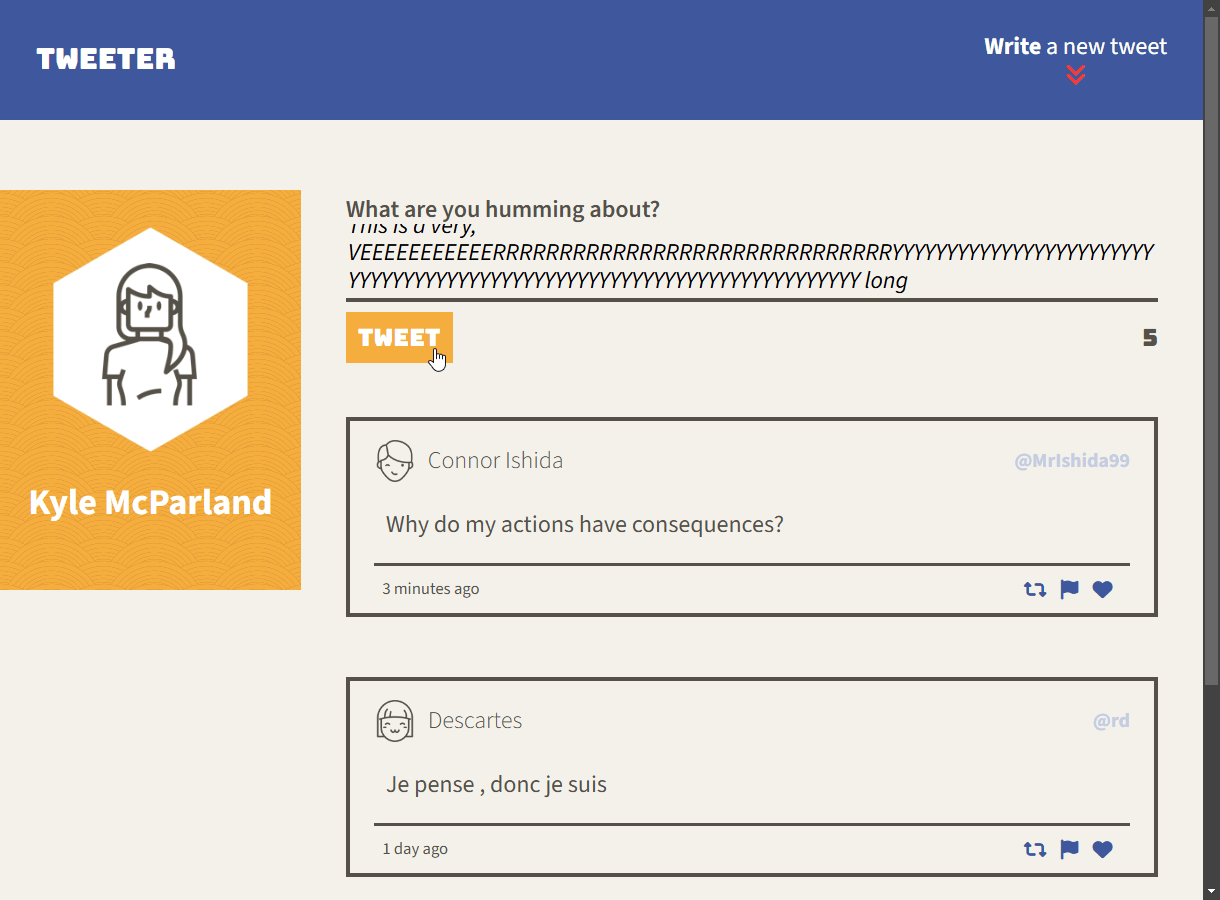 TWEETER
Write a new tweet
Kyle McParland
What are you humming about?
This is a very,
VEEEEEEEEEEERRRRRRRRRRRRRRRRRRRRRRRRRRRRRRYYYYYYYYYYYYYYYYYYYYYYYY
YYYYYYYYYYYYYYYYYYYYYYYYYYYYYYYYYYYYYYYYYYYYYYY long
TWEET
5
Connor Ishida
@MrIshida99
Why do my actions have consequences?
3 minutes ago
Descartes
@rd
Je pense , donc je suis
1 day ago